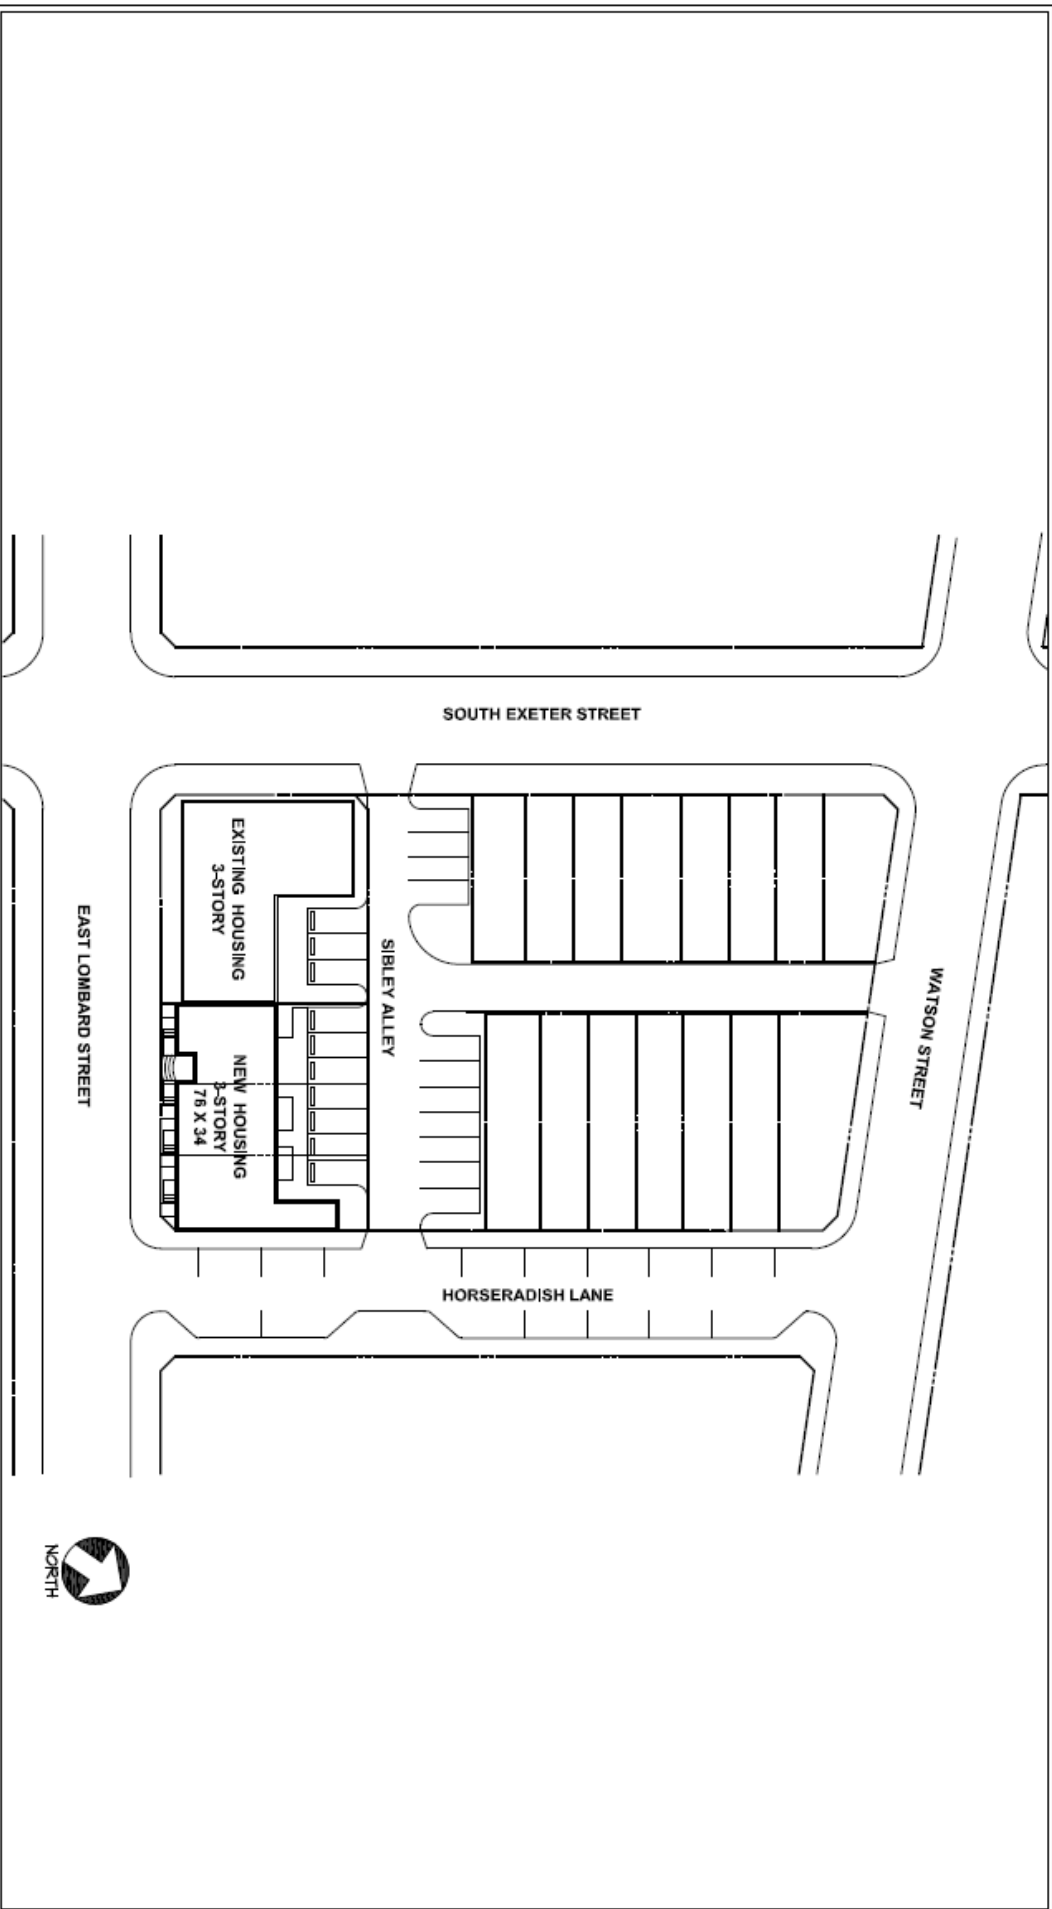 SOUTH EXETER STREET
EXISTING HOUSING
3-STORY
SIBLEY ALLEY
EAST LOMBARD STREET
WATSON STREET
NEW HOUSING
3-STORY
76 X 34
HORSERADISH LANE
NORTH